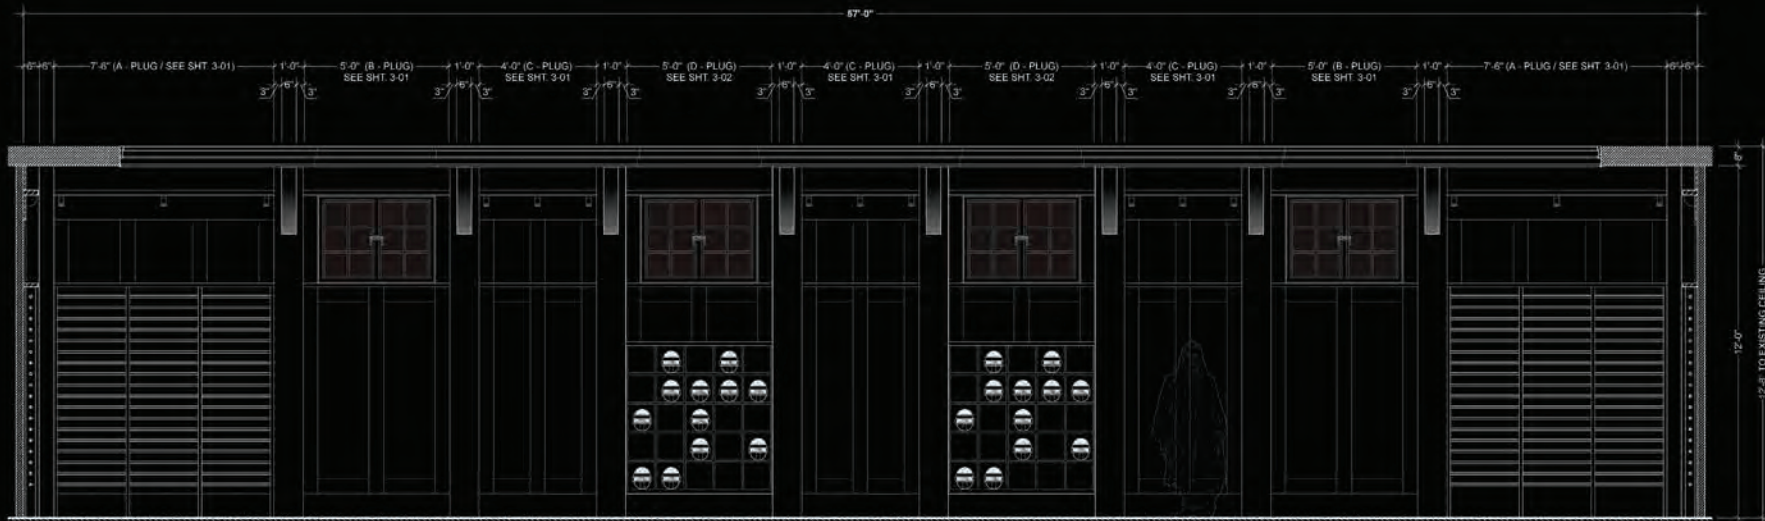 57'-0"
6" 6" 7'-6" (A - PLUG / SEE SHT. 3-01) 1'-0" 5'-0" (B - PLUG) 1'-0" 4'-0" (C - PLUG) 1'-0" 5'-0" (D - PLUG) 1'-0" 4'-0" (C - PLUG) 1'-0" 5'-0" (D - PLUG) 1'-0" 4'-0" (C - PLUG) 1'-0" 5'-0" (B - PLUG) 1'-0" 7'-6" (A - PLUG / SEE SHT. 3-01) 6" 6"
SEE SHT. 3-01 SEE SHT. 3-01 SEE SHT. 3-02 SEE SHT. 3-01 SEE SHT. 3-02 SEE SHT. 3-01 SEE SHT. 3-01
3" 6" 3" 3" 6" 3" 3" 6" 3" 3" 6" 3" 3" 6" 3" 3" 6" 3" 3" 6" 3" 3" 6" 3"
8"
12'-0"
12'-8" TO EXISTING CEILING